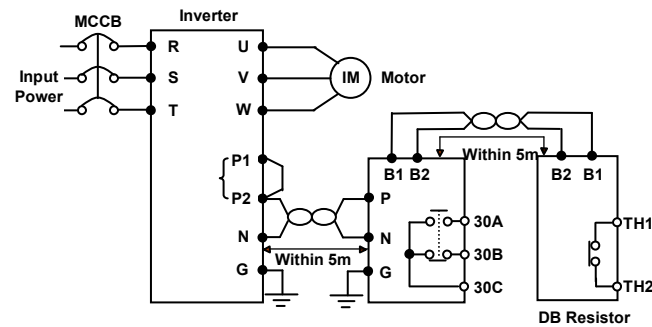 Inverter
MCCB
R U
Input S V IM Motor
Power T W
P1
P2
N
G
Within 5m
B1 B2
P
N
G
30A
30B
30C
Within 5m
B2 B1
TH1
TH2
DB Resistor